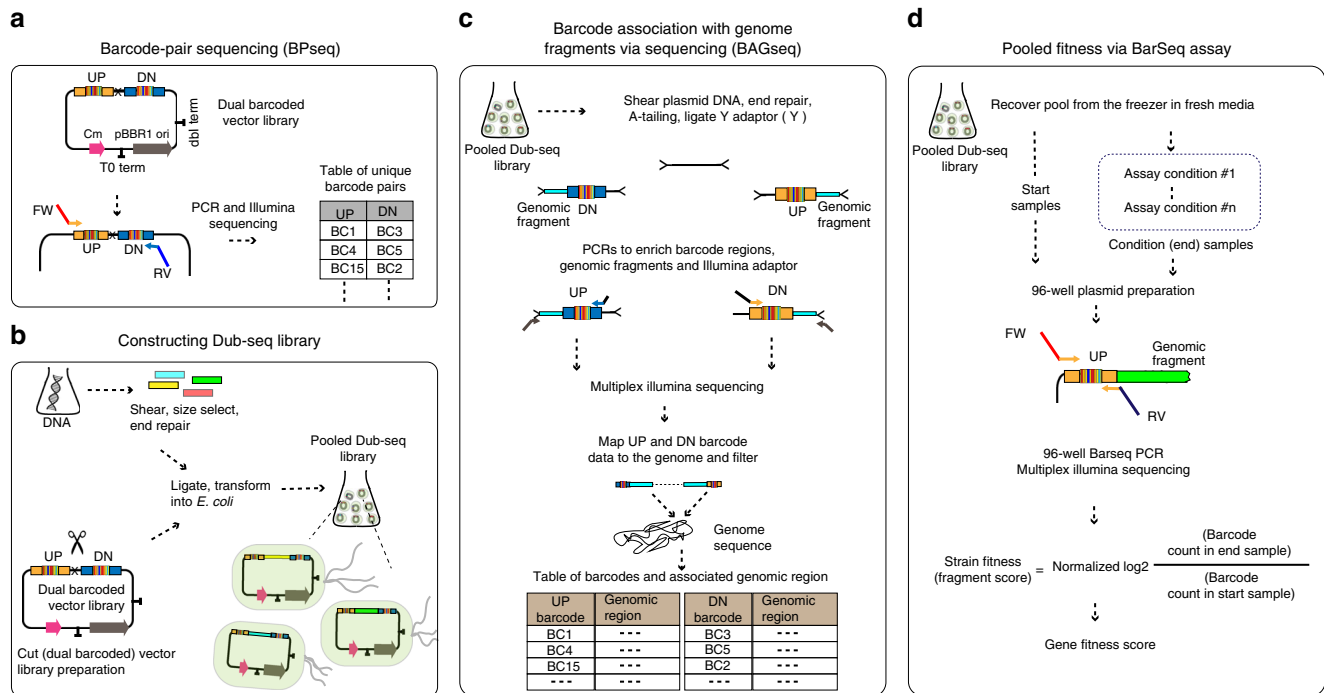 a
Barcode-pair sequencing (BPseq)
UP
DN
Dual barcoded
vector library
dbl term
Cm
pBBR1 ori
T0 term
FW
UP
DN
RV
PCR and Illumina
sequencing
Table of unique
barcode pairs
UP DN
BC1 BC3
BC4 BC5
BC15 BC2
b
Constructing Dub-seq library
DNA
Shear, size select,
end repair
Ligate, transform
into E. coli
Pooled Dub-seq
library
UP
DN
Dual barcoded
vector library
Cut (dual barcoded) vector
library preparation
c
Barcode association with genome
fragments via sequencing (BAGseq)
Pooled Dub-seq
library
Shear plasmid DNA, end repair,
A-tailing, ligate Y adaptor ( Y )
Genomic
fragment
DN
UP
Genomic
fragment
PCRs to enrich barcode regions,
genomic fragments and Illumina adaptor
UP
DN
Multiplex illumina sequencing
Map UP and DN barcode
data to the genome and filter
Genome
sequence
Table of barcodes and associated genomic region
UP
barcode
Genomic
region
DN
barcode
Genomic
region
BC1 --- BC3 ---
BC4 --- BC5 ---
BC15 --- BC2 ---
--- --- --- ---
d
Pooled fitness via BarSeq assay
Pooled Dub-seq
library
Recover pool from the freezer in fresh media
Start
samples
Assay condition #1
Assay condition #n
Condition (end) samples
96-well plasmid preparation
FW
UP
Genomic
fragment
RV
96-well Barseq PCR
Multiplex illumina sequencing
Strain fitness
(fragment score)
= Normalized log2
(Barcode
count in end sample)
(Barcode
count in start sample)
Gene fitness score